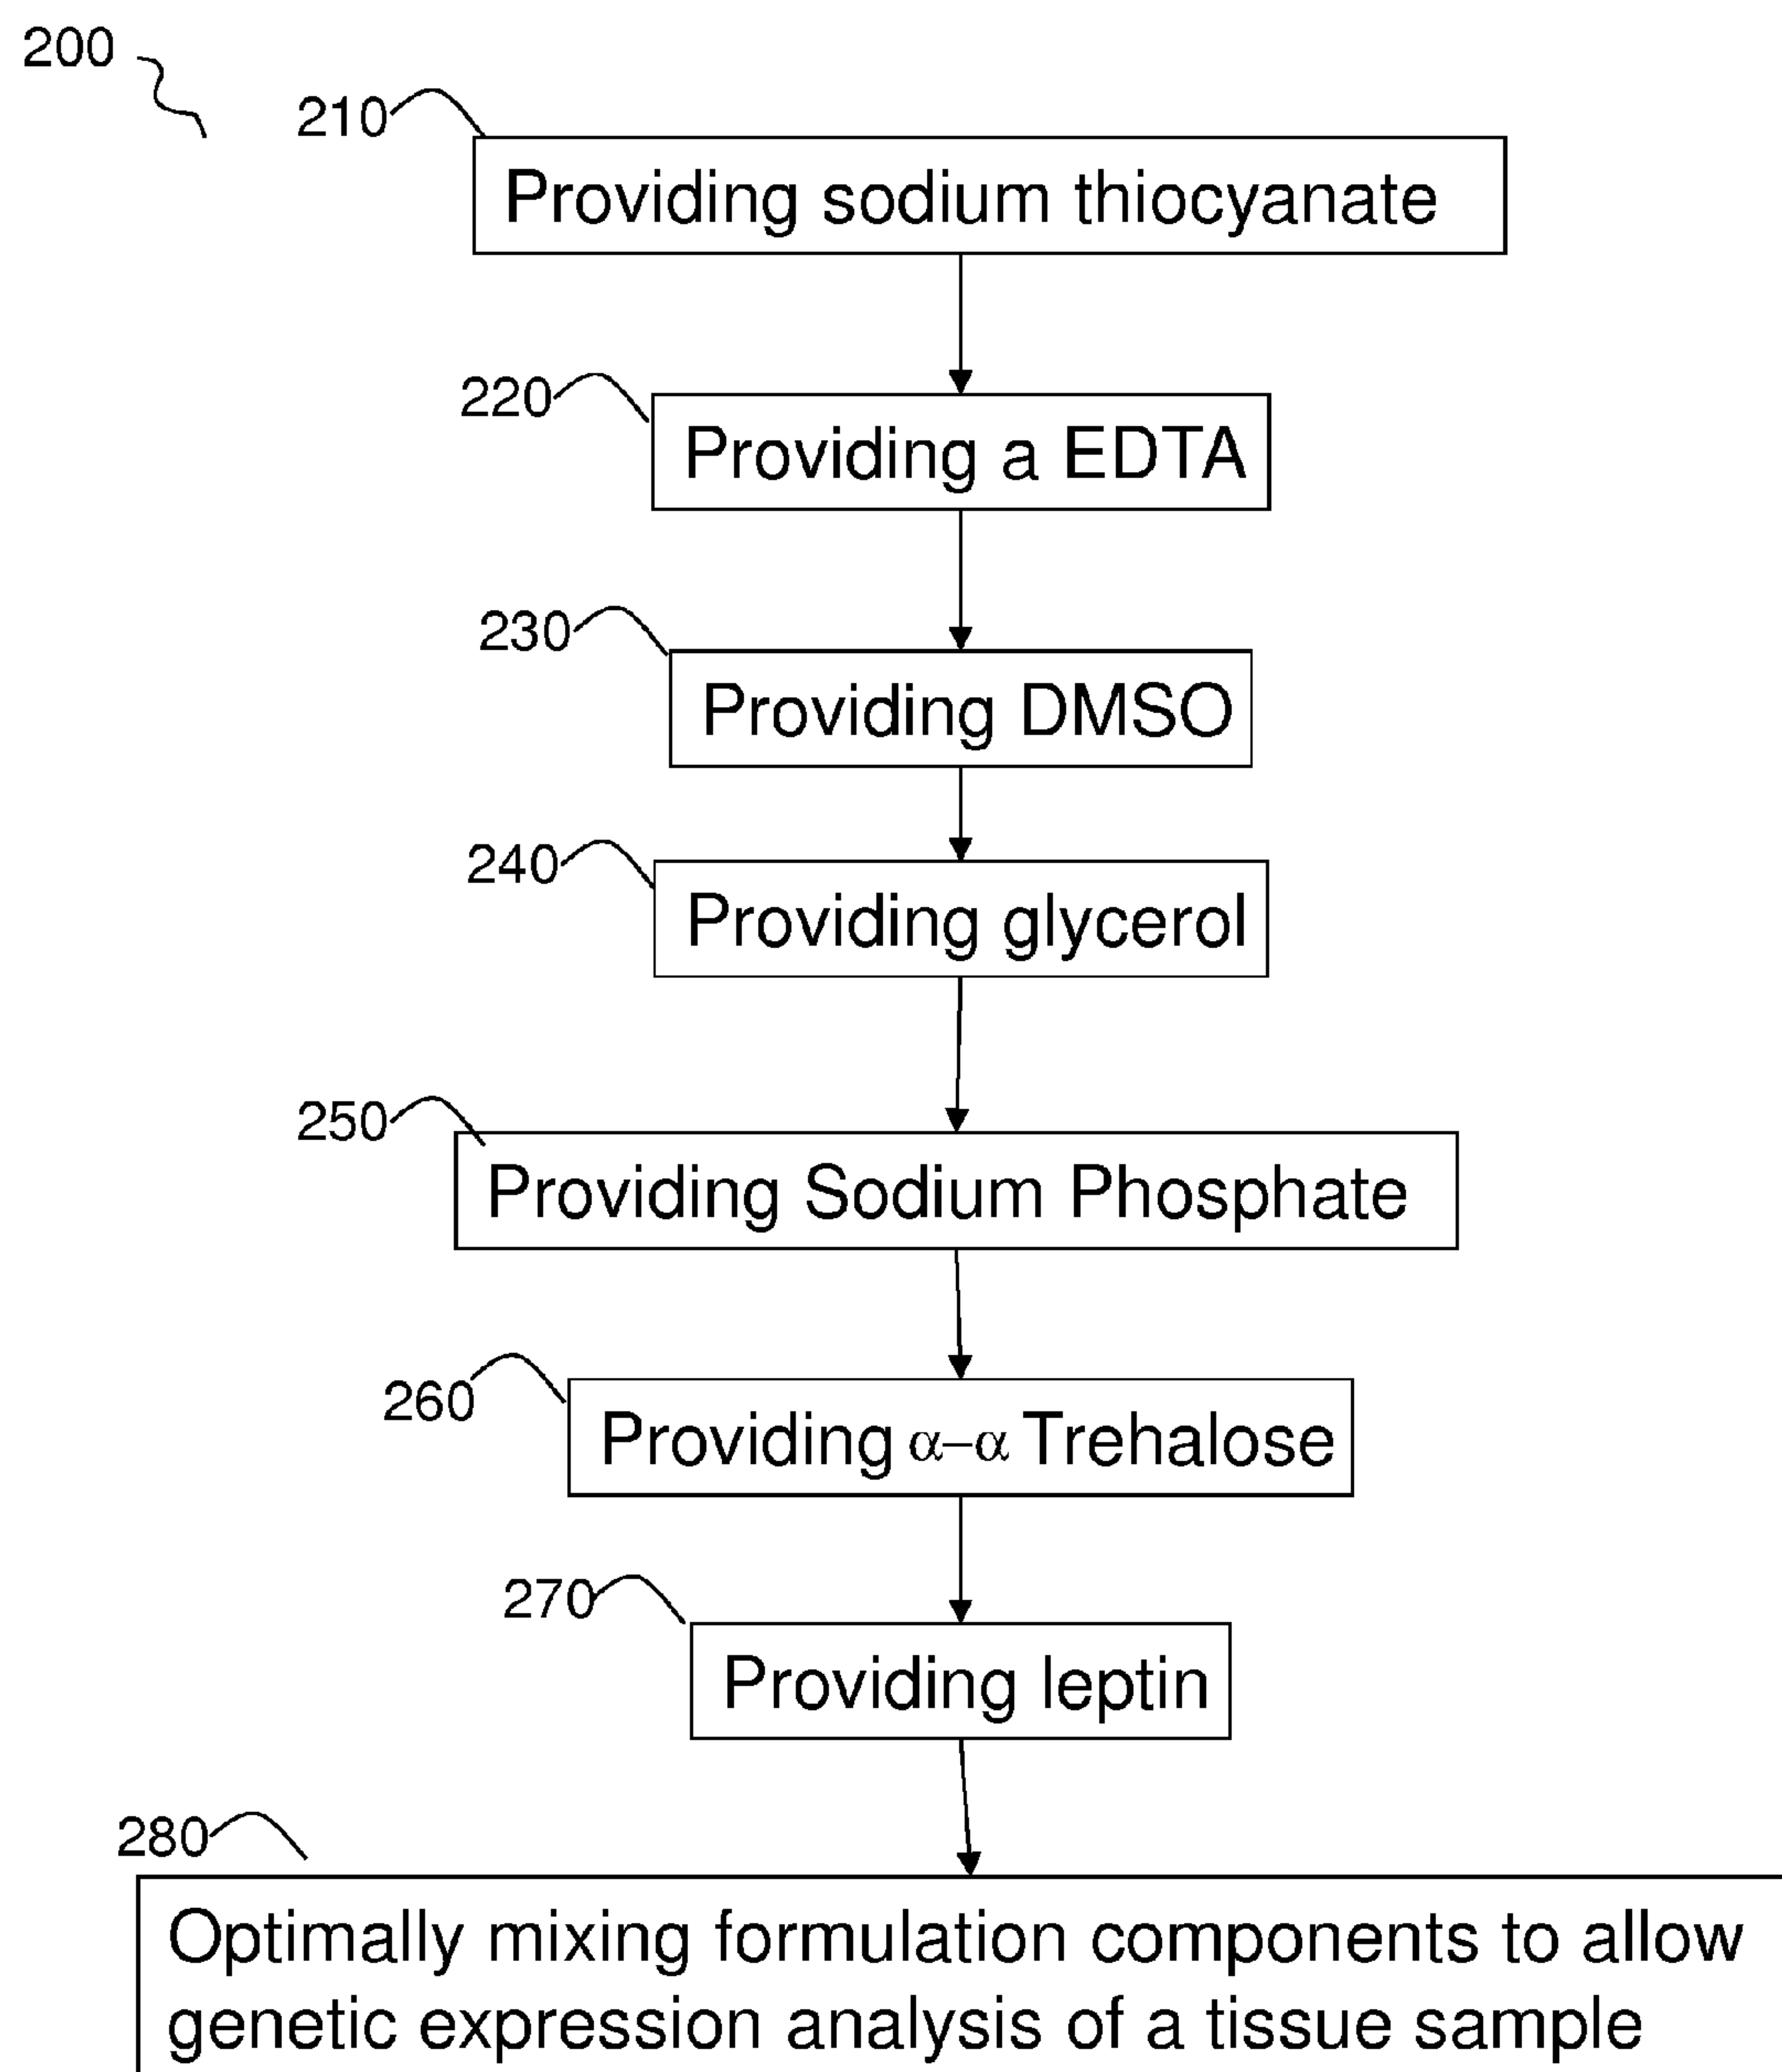 200
210
Providing sodium thiocyanate
220
Providing a EDTA
230
Providing DMSO
240
Providing glycerol
250
Providing Sodium Phosphate
260
Providing α–α Trehalose
270
Providing leptin
280
Optimally mixing formulation components to allow
genetic expression analysis of a tissue sample